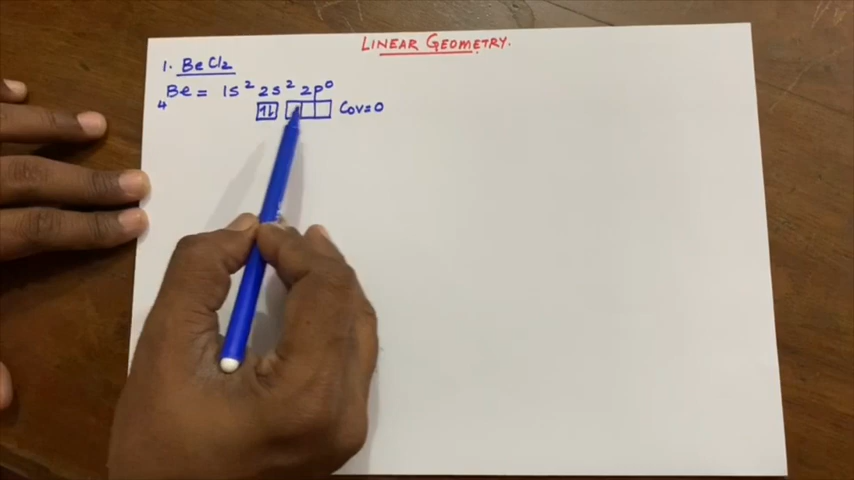 LINEAR GEOMETRY.
1. BeCl₂
₄Be = 1s² 2s² 2p⁰
↑↓ Cov=0